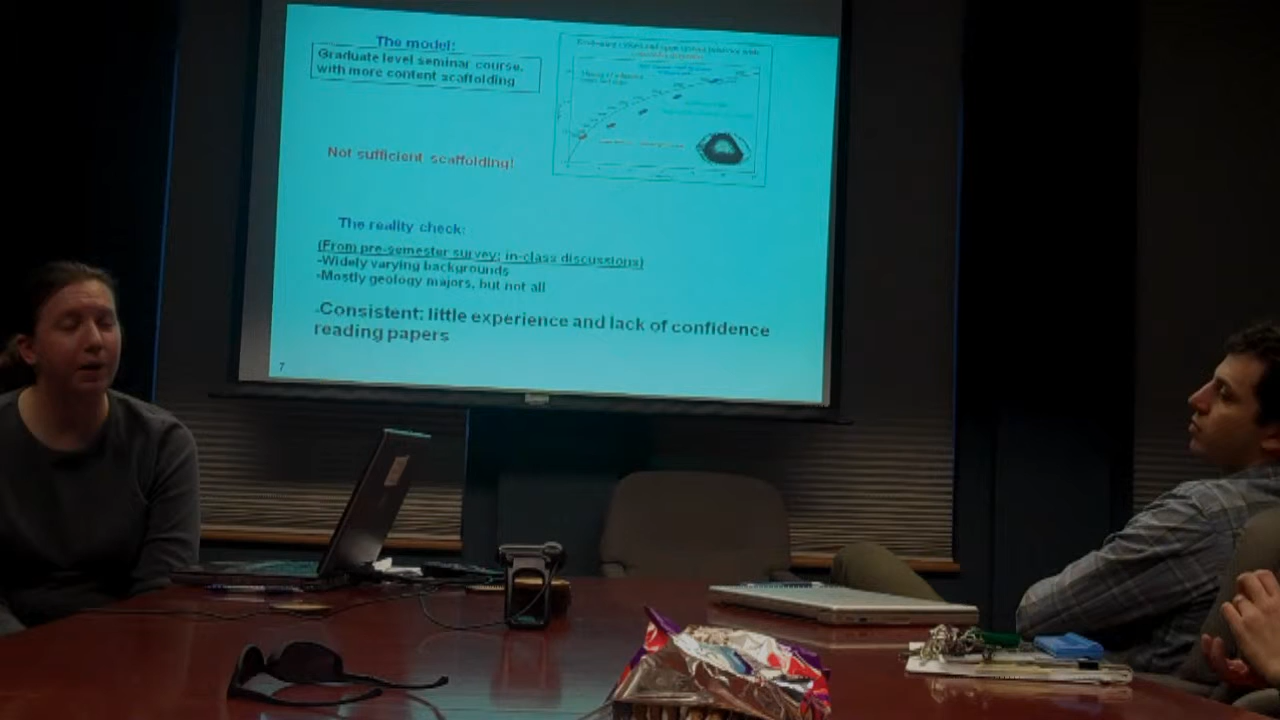 The model:
Graduate level seminar course,
with more content scaffolding
Not sufficient scaffolding!
The reality check:
(From pre-semester survey; in-class discussions)
-Widely varying backgrounds
-Mostly geology majors, but not all
-Consistent: little experience and lack of confidence
reading papers
7